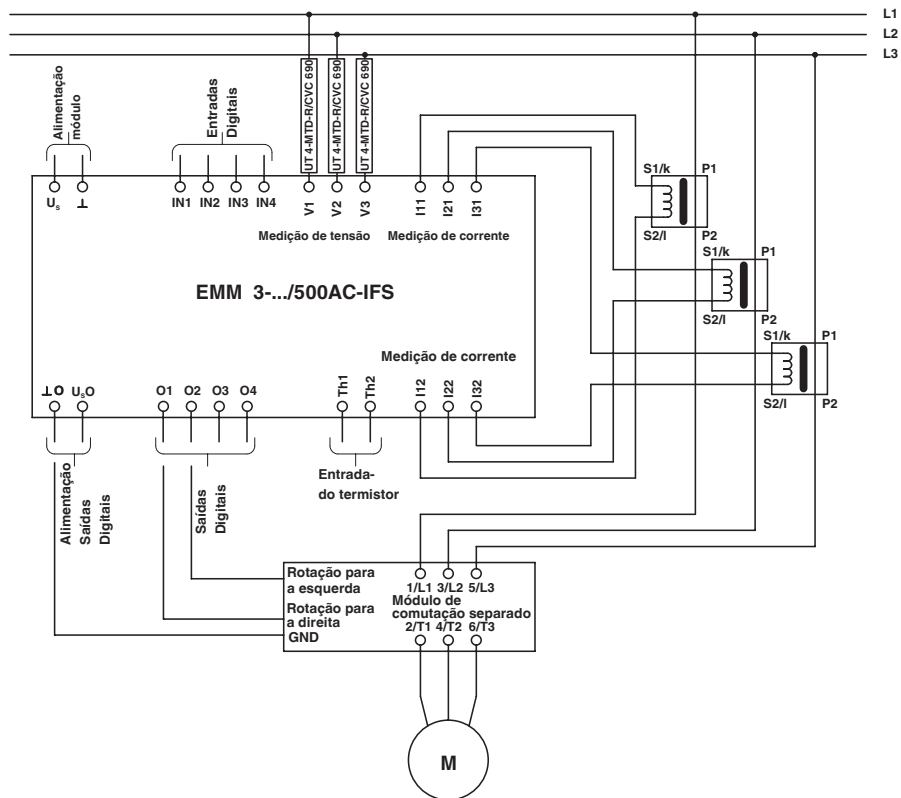 L1
L2
L3
Alimentação
módulo
Entradas
Digitais
UT 4-MTD-R/CVC 690
UT 4-MTD-R/CVC 690
UT 4-MTD-R/CVC 690
Us
⊥
IN1
IN2
IN3
IN4
V1
V2
V3
I11
I21
I31
Medição de tensão
Medição de corrente
S1/k
P1
S2/l
P2
S1/k
P1
S2/l
P2
S1/k
P1
S2/l
P2
EMM 3-.../500AC-IFS
Medição de corrente
⊥O
UsO
O1
O2
O3
O4
Th1
Th2
I12
I22
I32
Alimentação
Saídas
Digitais
Saídas
Digitais
Entrada-
do termistor
Rotação para
a esquerda
Rotação para
a direita
GND
1/L1
3/L2
5/L3
Módulo de
comutação separado
2/T1
4/T2
6/T3
M